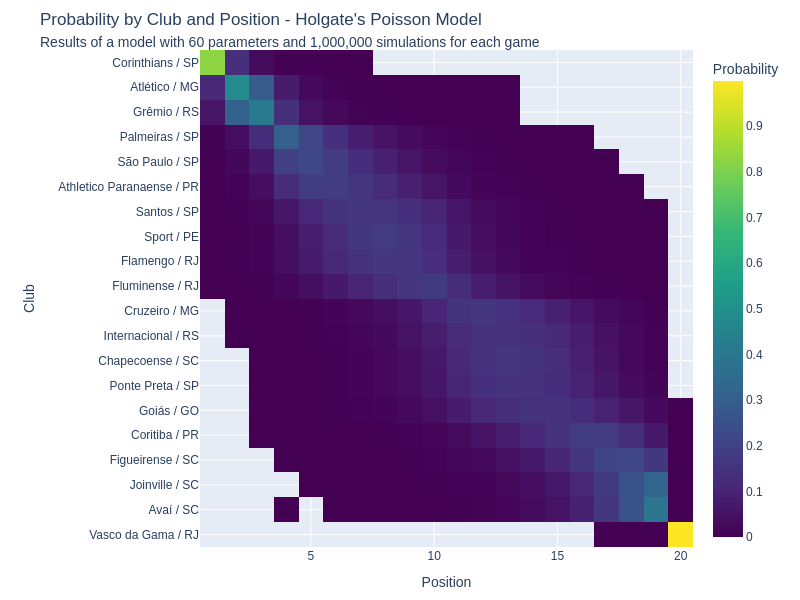 Probability by Club and Position - Holgate's Poisson Model
Results of a model with 60 parameters and 1,000,000 simulations for each game
Probability
Club
Corinthians / SP
Atlético / MG
Grêmio / RS
Palmeiras / SP
São Paulo / SP
Athletico Paranaense / PR
Santos / SP
Sport / PE
Flamengo / RJ
Fluminense / RJ
Cruzeiro / MG
Internacional / RS
Chapecoense / SC
Ponte Preta / SP
Goiás / GO
Coritiba / PR
Figueirense / SC
Joinville / SC
Avaí / SC
Vasco da Gama / RJ
0.9
0.8
0.7
0.6
0.5
0.4
0.3
0.2
0.1
0
5 10 15 20
Position